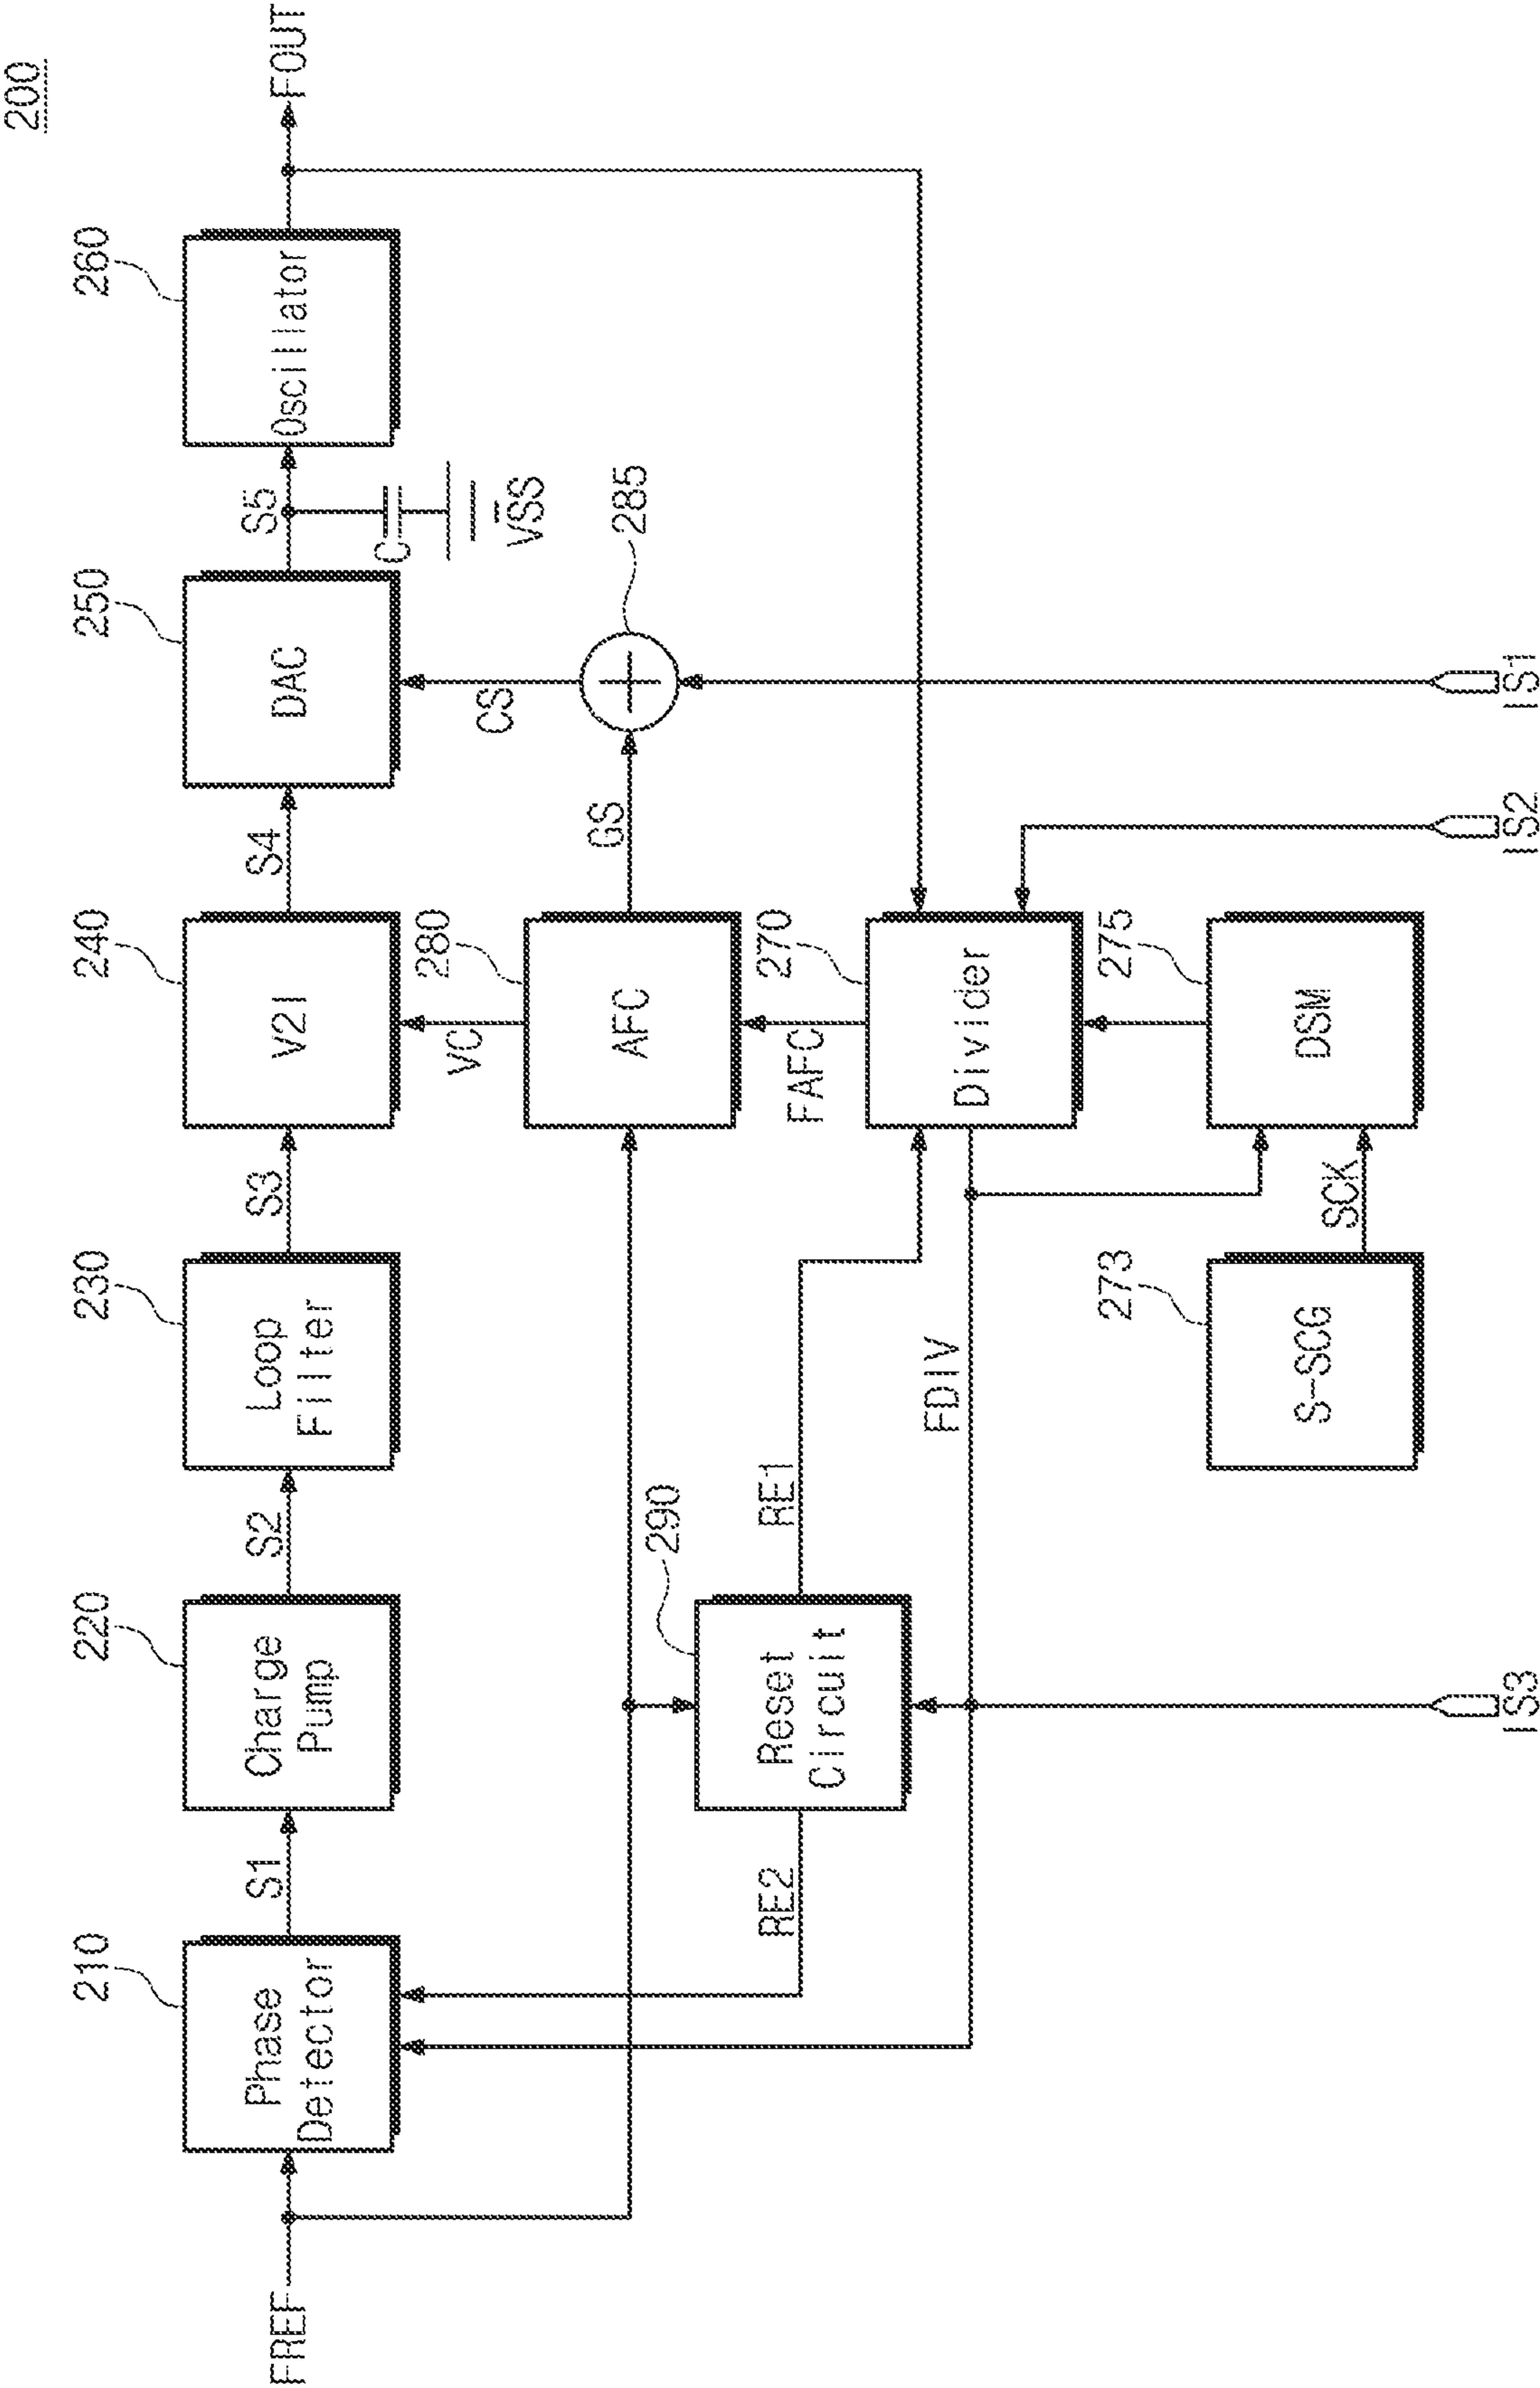 200
210
220
230
240
250
260
FREF
Phase
Detector
S1
Charge
Pump
S2
Loop
Filter
S3
V2I
S4
DAC
S5
Oscillator
FOUT
C
VSS
VC
CS
280
AFC
GS
285
290
RE2
Reset
Circuit
RE1
FAFC
270
Divider
FDIV
273
S-SCG
SCK
275
DSM
IS3
IS2
IS1